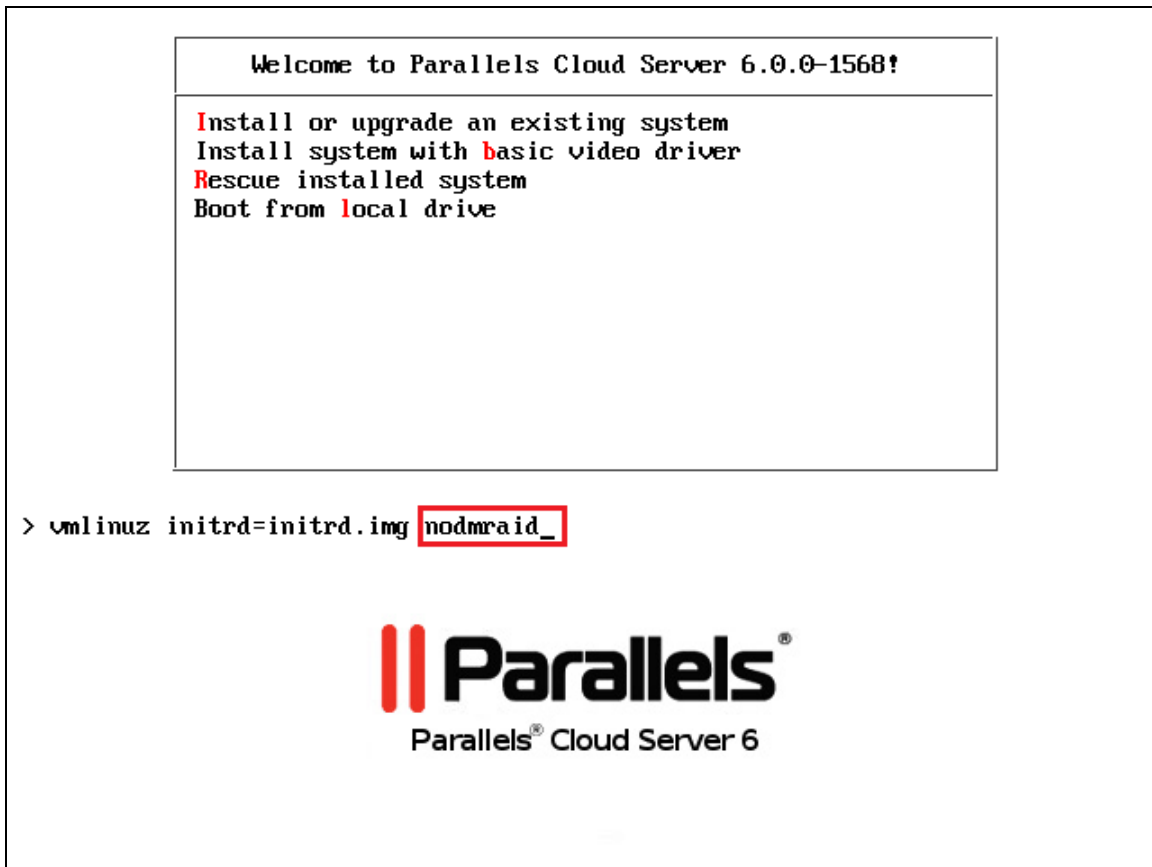 Welcome to Parallels Cloud Server 6.0.0-1568!
Install or upgrade an existing system
Install system with basic video driver
Rescue installed system
Boot from local drive
> vmlinuz initrd=initrd.img nodmraid_
Parallels®
Parallels® Cloud Server 6